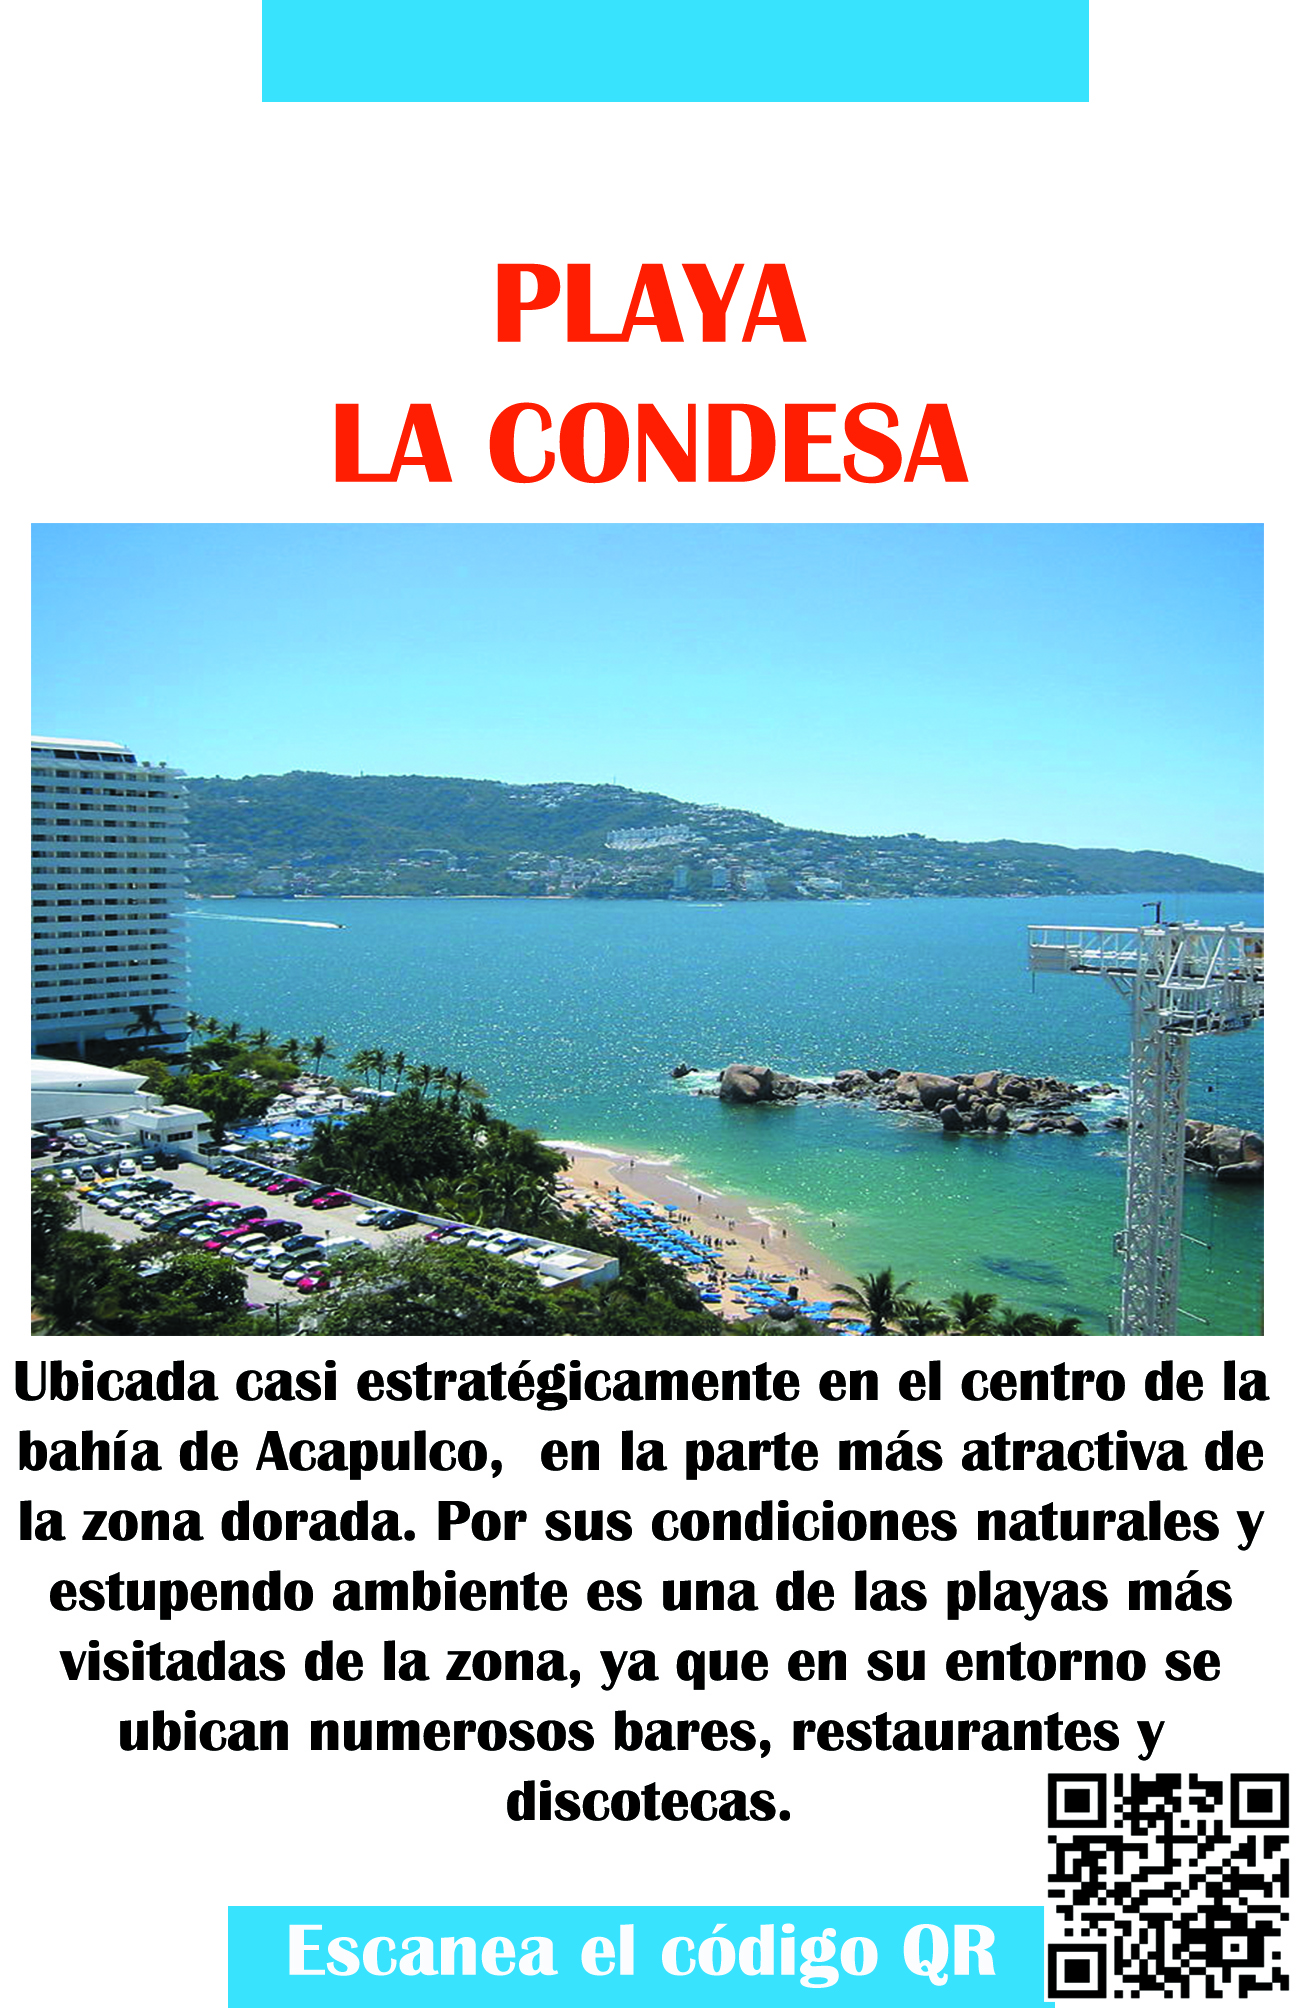 PLAYA
LA CONDESA
Ubicada casi estratégicamente en el centro de la
bahía de Acapulco,  en la parte más atractiva de
la zona dorada. Por sus condiciones naturales y
estupendo ambiente es una de las playas más
visitadas de la zona, ya que en su entorno se
ubican numerosos bares, restaurantes y
discotecas.
Escanea el código QR